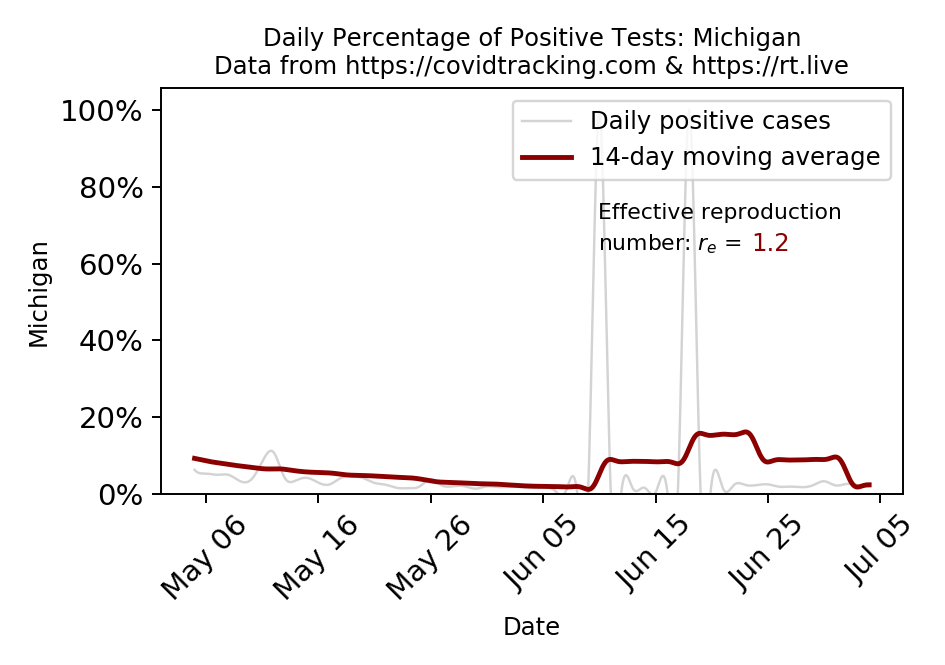 Daily Percentage of Positive Tests: Michigan
Data from https://covidtracking.com & https://rt.live
100%
80%
60%
40%
20%
0%
Michigan
Daily positive cases
14-day moving average
Effective reproduction
number: rₑ = 1.2
May 06
May 16
May 26
Jun 05
Jun 15
Jun 25
Jul 05
Date